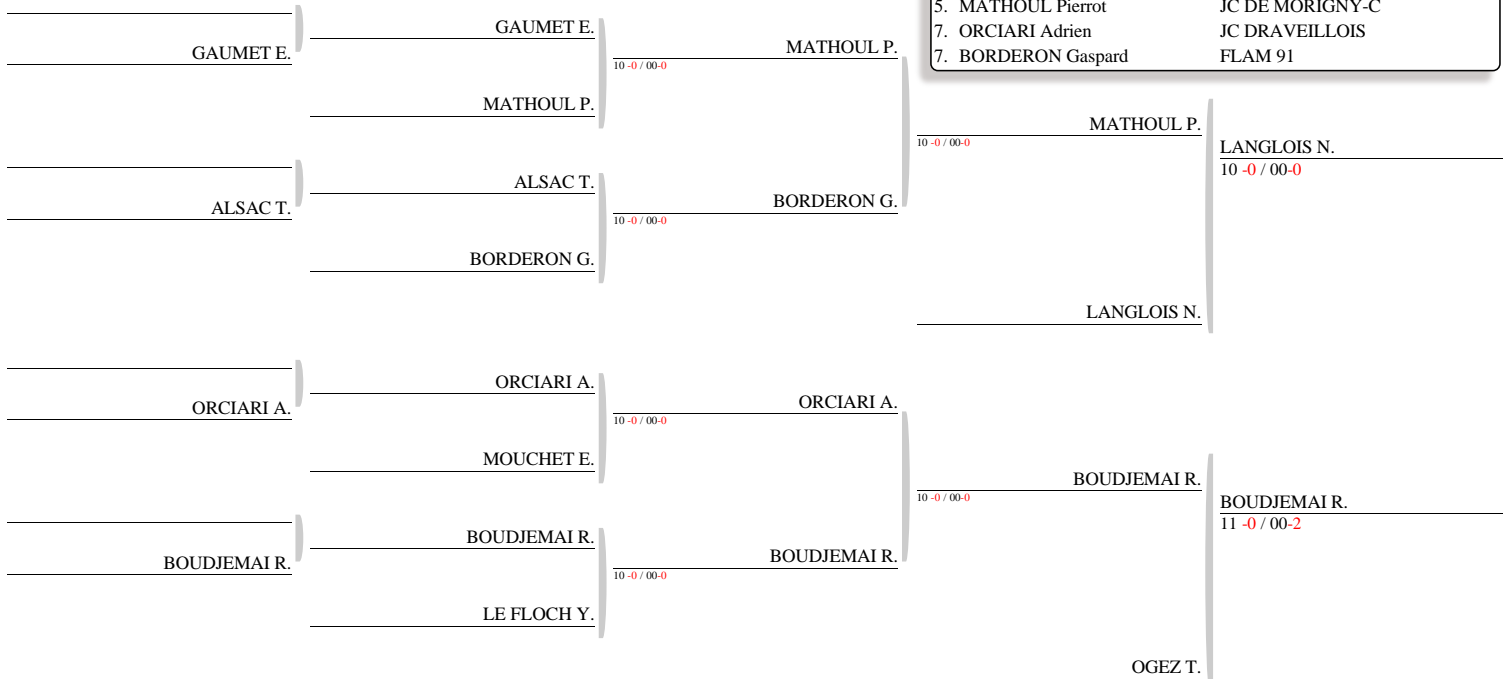 5. MATHOUL Pierrot JC DE MORIGNY-C
7. ORCIARI Adrien JC DRAVEILLOIS
7. BORDERON Gaspard FLAM 91
GAUMET E.
GAUMET E.
MATHOUL P.
10 -0 / 00-0
MATHOUL P.
MATHOUL P.
10 -0 / 00-0
LANGLOIS N.
10 -0 / 00-0
ALSAC T.
ALSAC T.
BORDERON G.
10 -0 / 00-0
BORDERON G.
LANGLOIS N.
ORCIARI A.
ORCIARI A.
ORCIARI A.
10 -0 / 00-0
MOUCHET E.
BOUDJEMAI R.
10 -0 / 00-0
BOUDJEMAI R.
11 -0 / 00-2
BOUDJEMAI R.
BOUDJEMAI R.
BOUDJEMAI R.
10 -0 / 00-0
LE FLOCH Y.
OGEZ T.